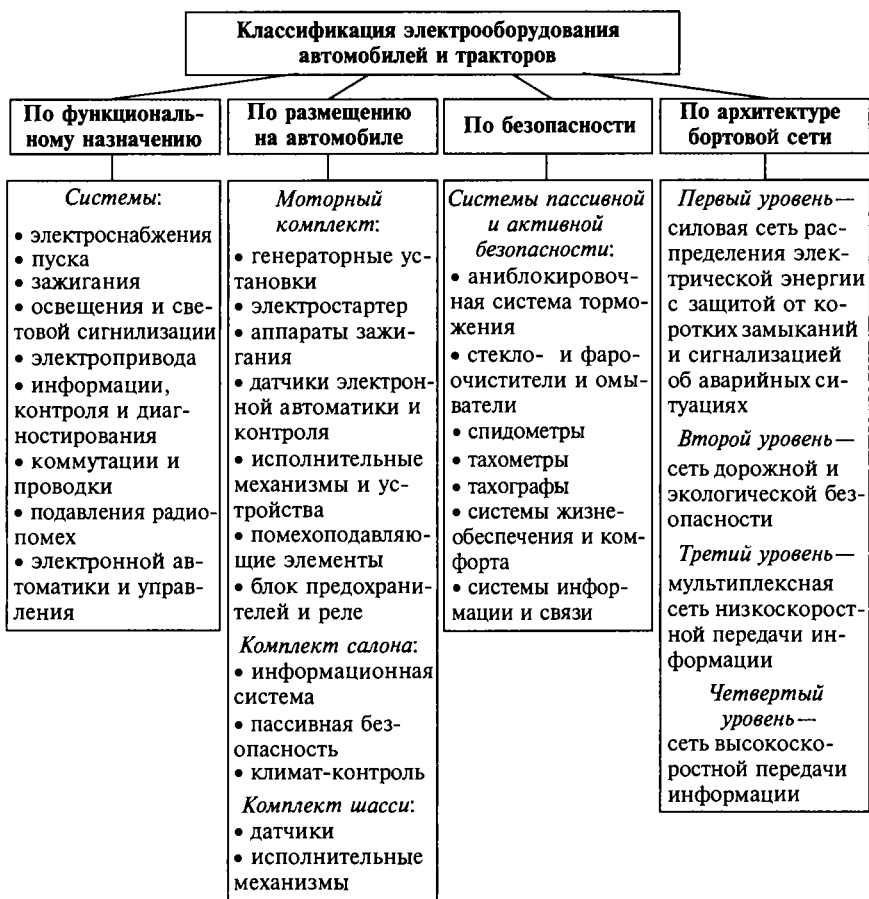 Классификация электрооборудования
автомобилей и тракторов
По функциональ-
ному назначению
Системы:
• электроснабжения
• пуска
• зажигания
• освещения и све-
товой сигнилизации
• электропривода
• информации,
контроля и диаг-
ностирования
• коммутации и
проводки
• подавления радио-
помех
• электронной ав-
томатики и управ-
ления
По размещению
на автомобиле
Моторный
комплект:
• генераторные ус-
тановки
• электростартер
• аппараты зажи-
гания
• датчики электрон-
ной автоматики и
контроля
• исполнительные
механизмы и ус-
тройства
• помехоподавляю-
щие элементы
• блок предохрани-
телей и реле
Комплект салона:
• информационная
система
• пассивная без-
опасность
• климат-контроль
Комплект шасси:
• датчики
• исполнительные
механизмы
По безопасности
Системы пассивной
и активной
безопасности:
• аниблокировоч-
ная система тормо-
жения
• стекло- и фаро-
очистители и омы-
ватели
• спидометры
• тахометры
• тахографы
• системы жизне-
обеспечения и ком-
форта
• системы инфор-
мации и связи
По архитектуре
бортовой сети
Первый уровень—
силовая сеть рас-
пределения элек-
трической энергии
с защитой от ко-
ротких замыканий
и сигнализацией
об аварийных си-
туациях
Второй уровень—
сеть дорожной и
экологической без-
опасности
Третий уровень—
мультиплексная
сеть низкоскорост-
ной передачи ин-
формации
Четвертый
уровень—
сеть высокоско-
ростной передачи
информации